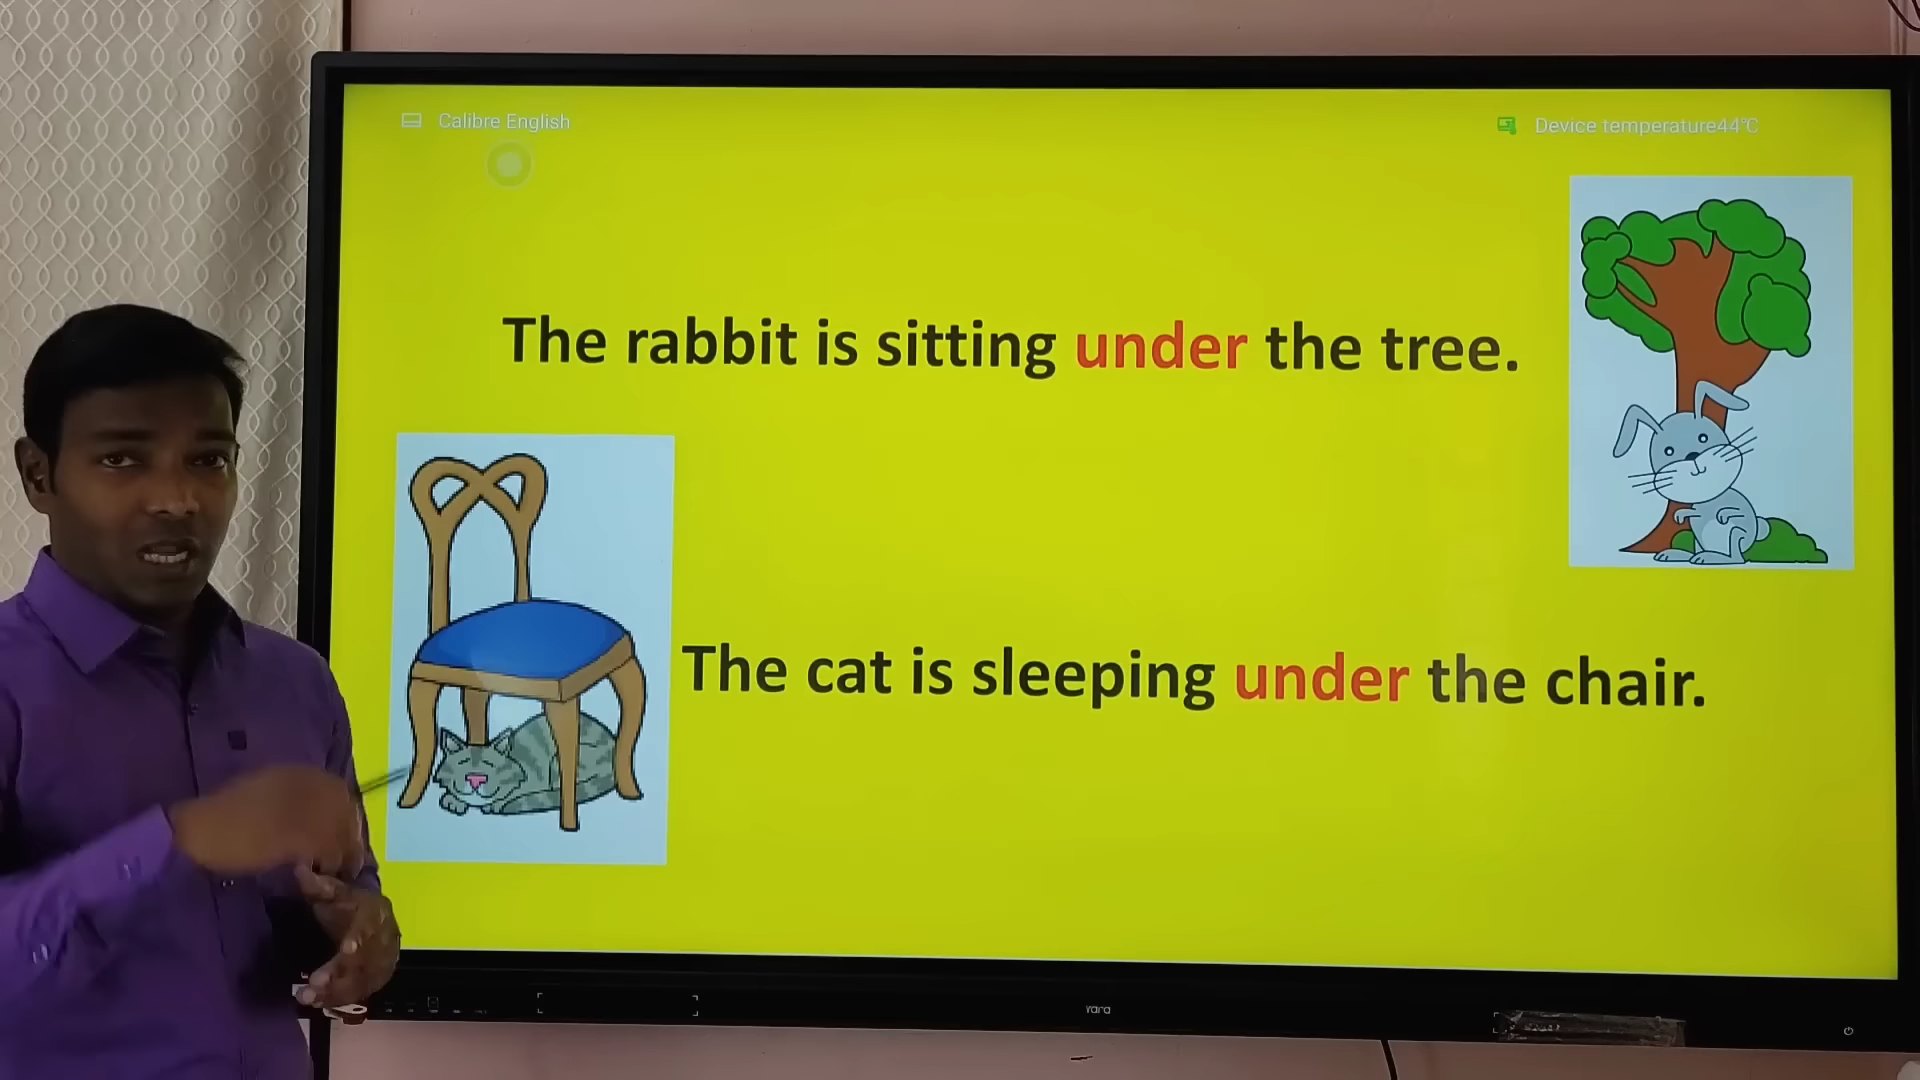 Calibre English
Device temperature44℃
The rabbit is sitting under the tree.
The cat is sleeping under the chair.